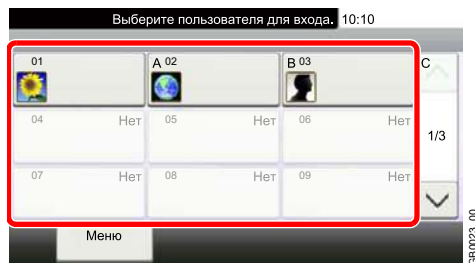 Выберите пользователя для входа. 10:10
01 A 02 B 03 C
04 Нет 05 Нет 06 Нет
1/3
07 Нет 08 Нет 09 Нет
Меню
GB0023_00